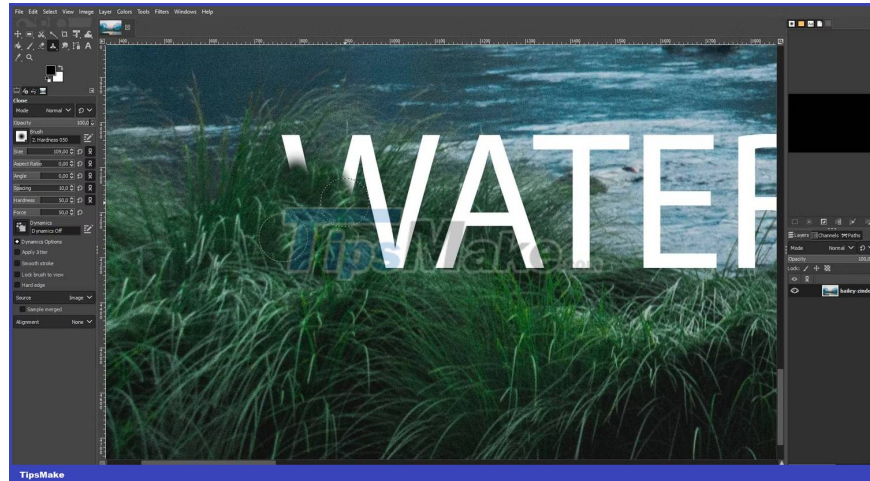 File Edit Select View Image Layer Colors Tools Filters Windows Help
Clone
Mode Normal
Opacity 100,0
Brush
2. Hardness 050
Size 109,00
Aspect Ratio 0,00
Angle 0,00
Spacing 10,0
Hardness 50,0
Force 50,0
Dynamics
Dynamics Off
Dynamics Options
Apply Jitter
Smooth stroke
Lock brush to view
Hard edge
Source Image
Sample merged
Alignment None
WATER
TipsMake.com
Layers Channels Paths
Mode Normal
Opacity 100,0
Lock:
TipsMake